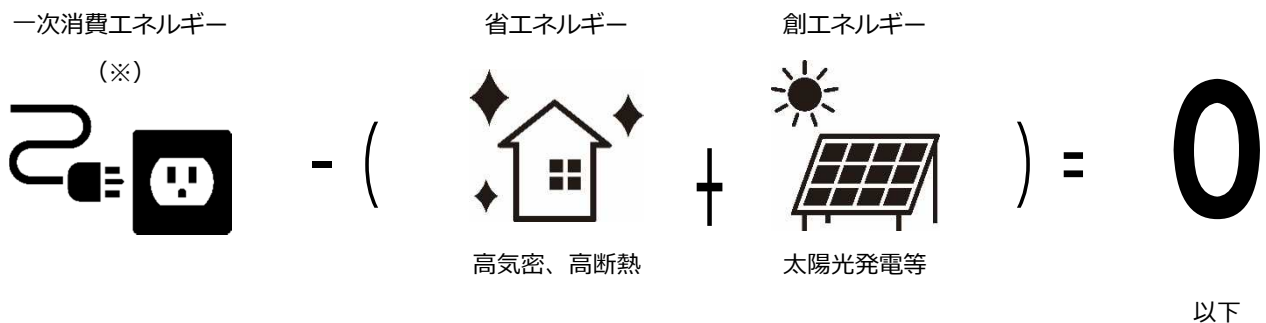 一次消費エネルギー
(※)
省エネルギー
創エネルギー
- ( + ) = 0
高気密、高断熱
太陽光発電等
以下